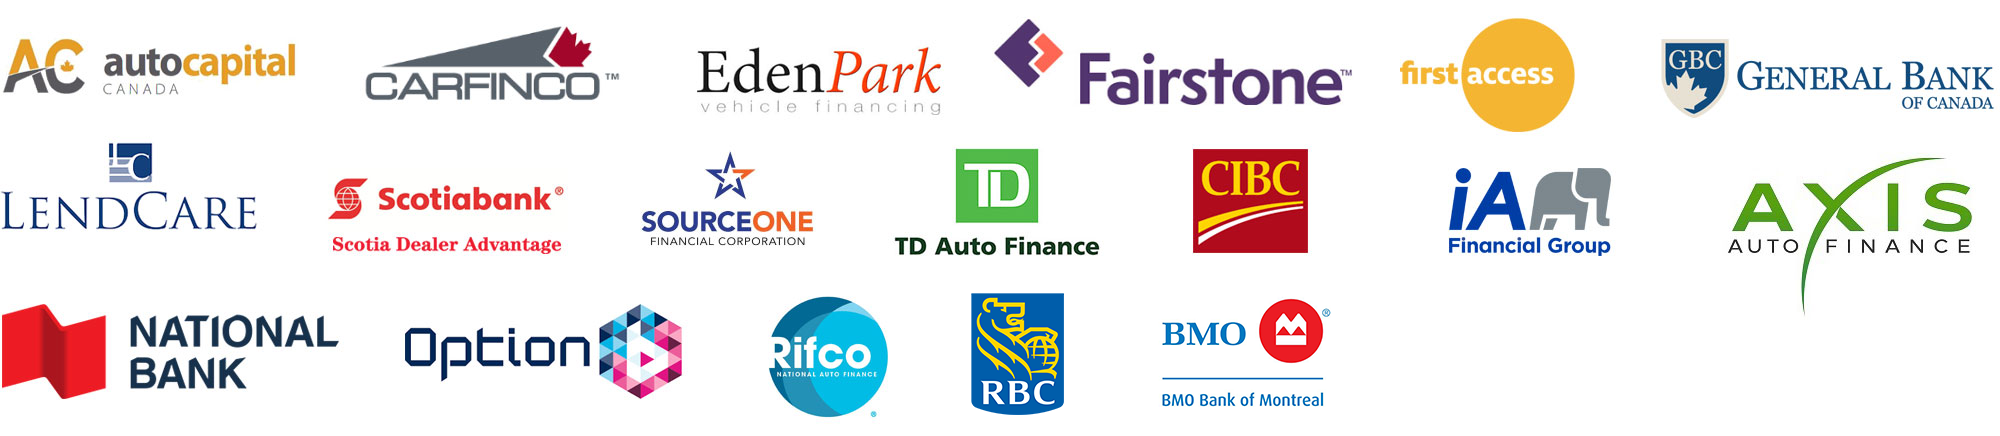 AC autocapital
CANADA
CARFINCO™
EdenPark
vehicle financing
Fairstone™
first access
GBC GENERAL BANK
OF CANADA
LC
LENDCARE
Scotiabank®
Scotia Dealer Advantage
SOURCEONE
FINANCIAL CORPORATION
TD
TD Auto Finance
CIBC
iA
Financial Group
AXIS
AUTO FINANCE
NATIONAL
BANK
Option
Rifco
NATIONAL AUTO FINANCE
®
RBC
BMO ®
BMO Bank of Montreal